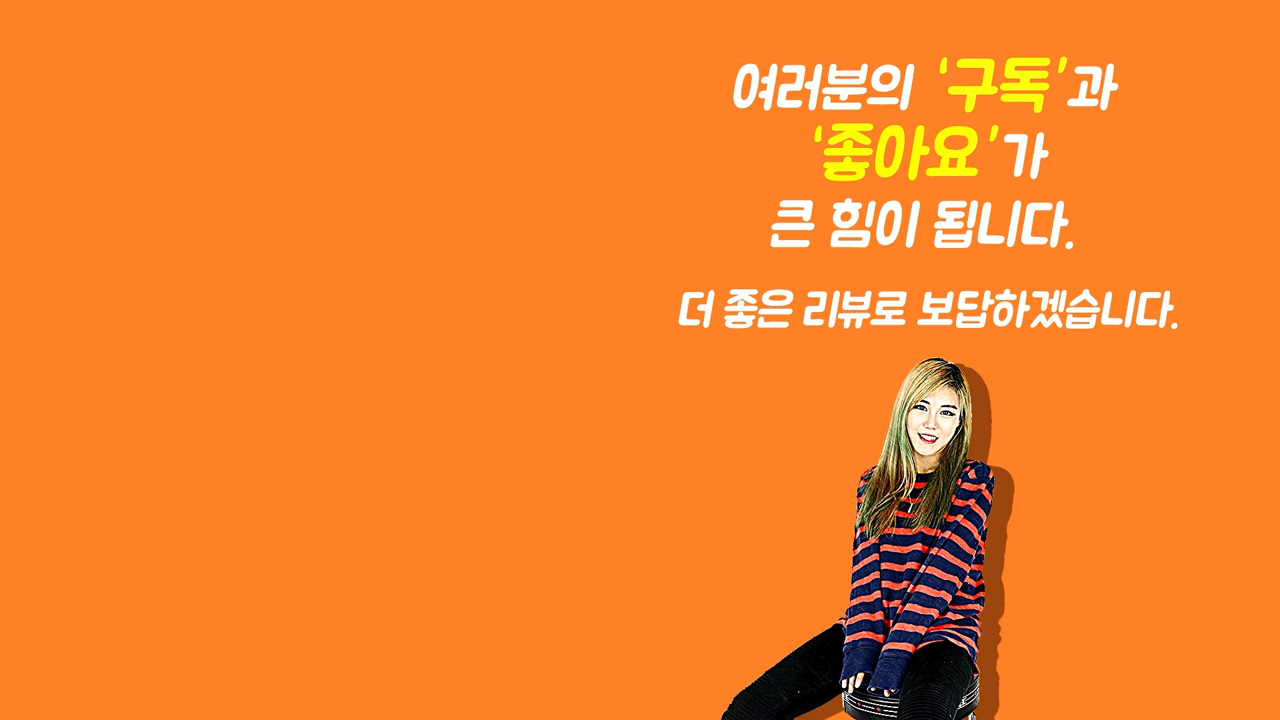 여러분의 '구독'과
'좋아요'가
큰 힘이 됩니다.
더 좋은 리뷰로 보답하겠습니다.